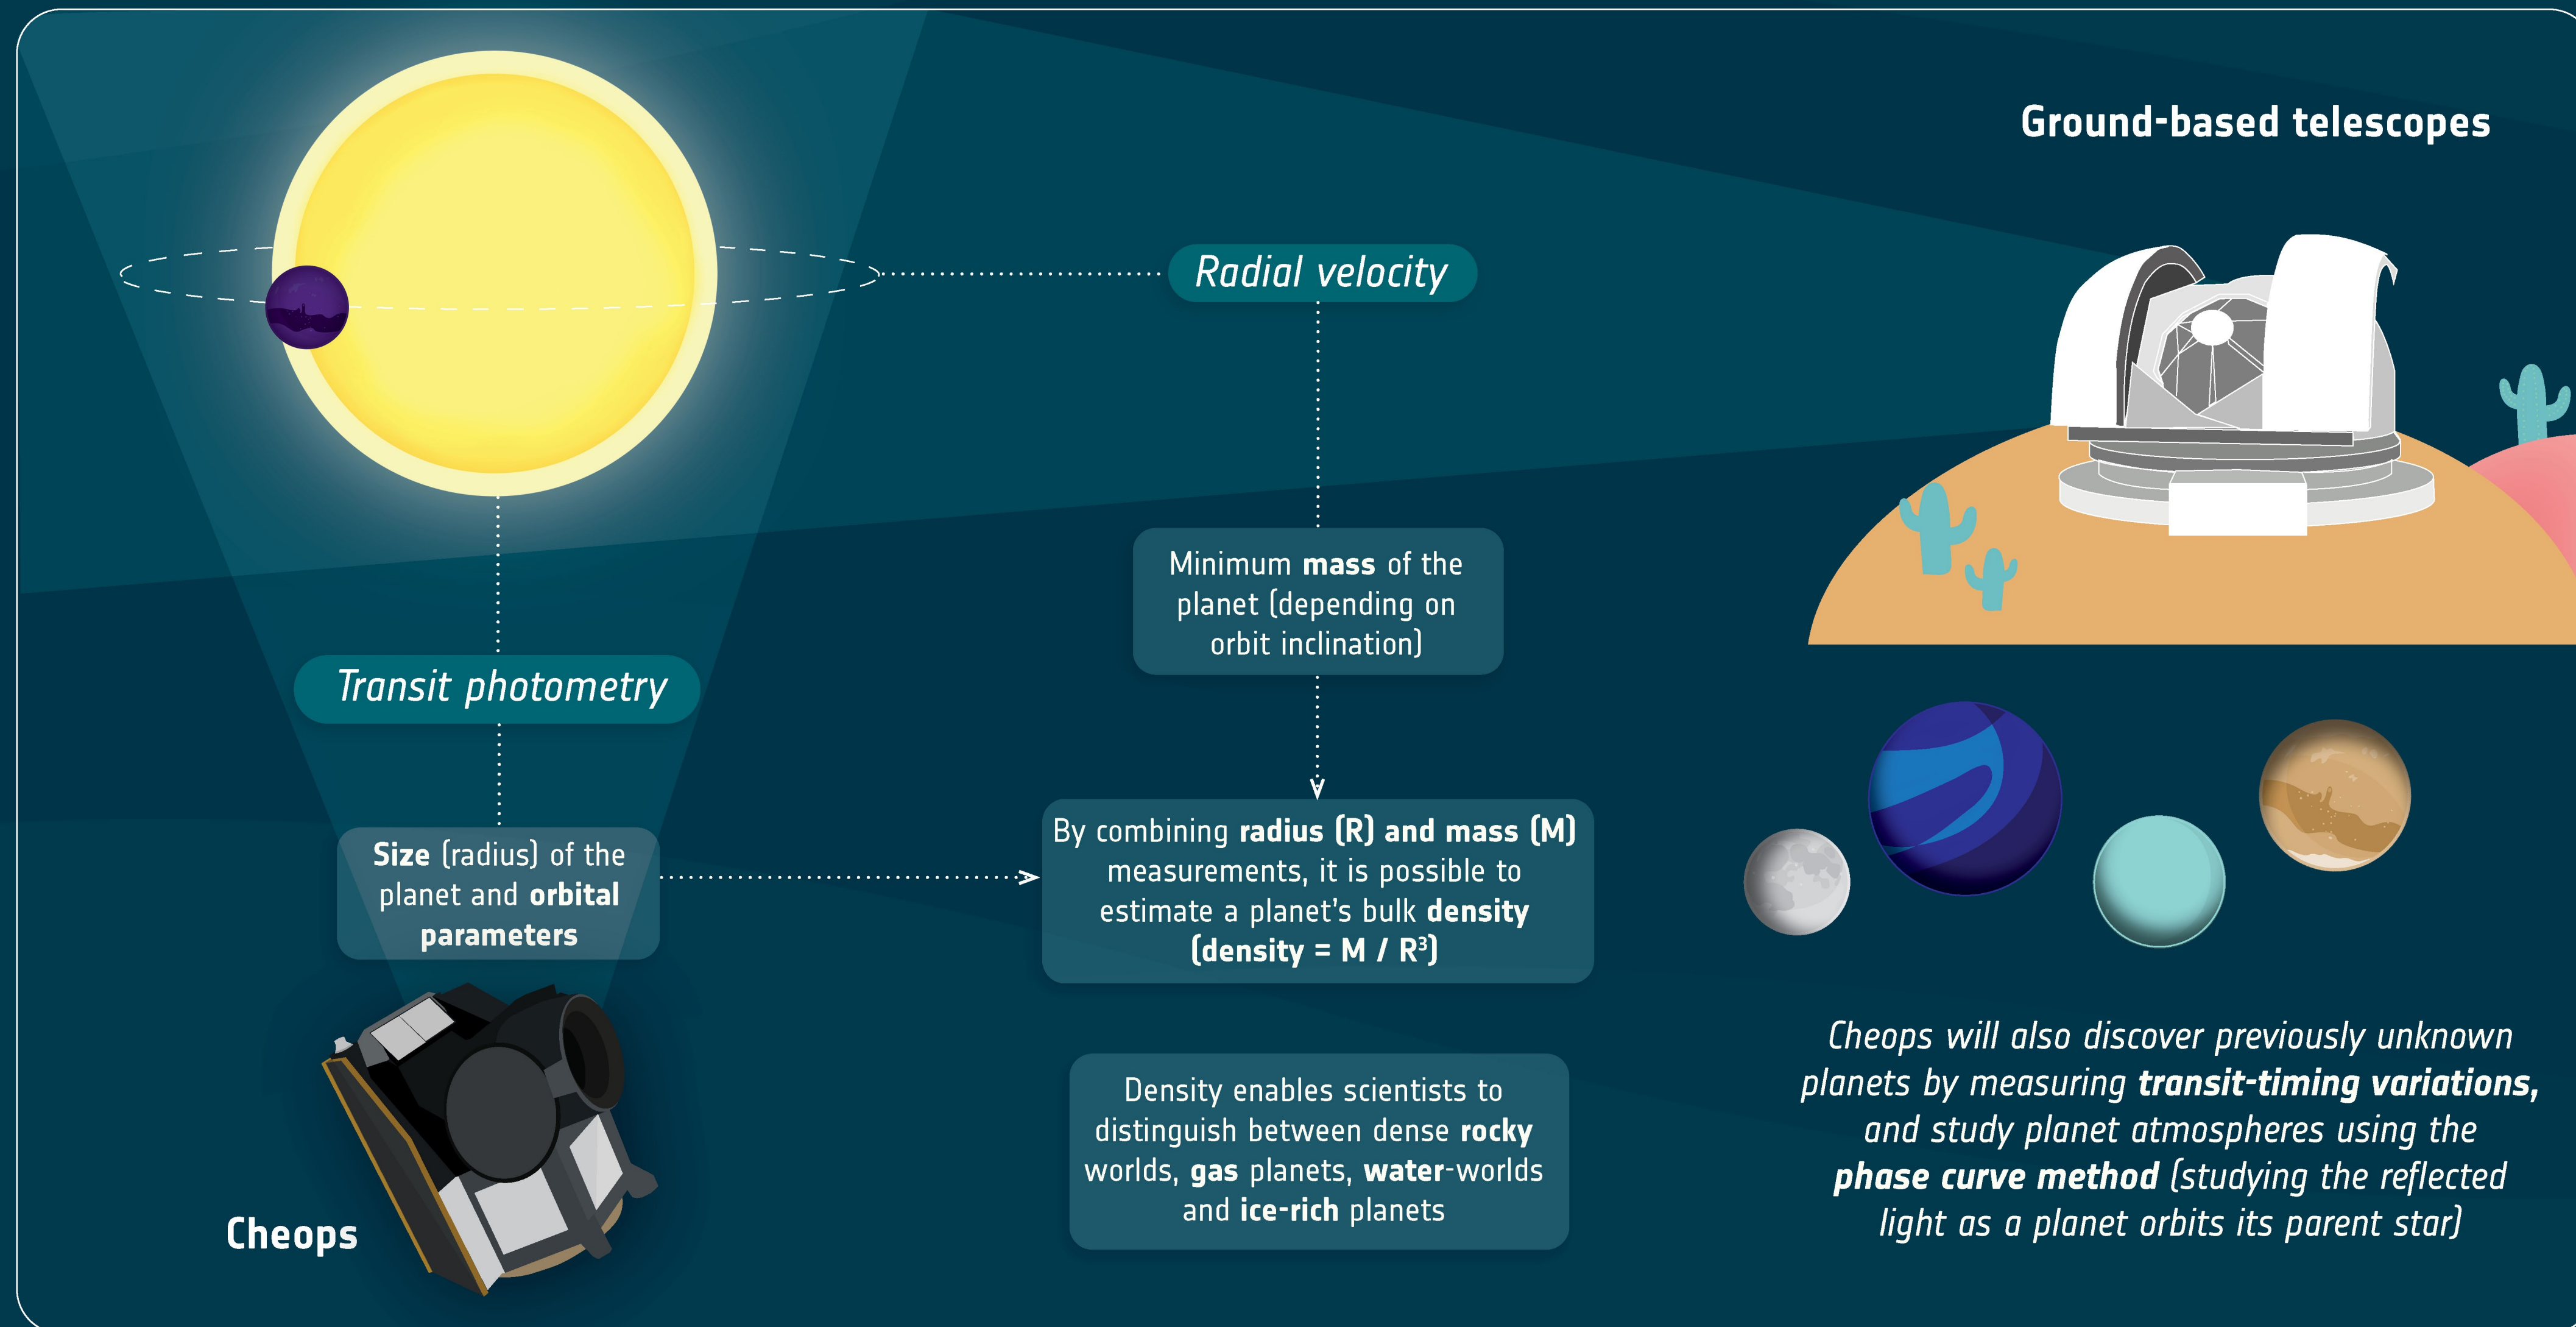 Ground-based telescopes
Radial velocity
Minimum mass of the
planet (depending on
orbit inclination)
Transit photometry
Size (radius) of the
planet and orbital
parameters
By combining radius (R) and mass (M)
measurements, it is possible to
estimate a planet’s bulk density
(density = M / R³)
Density enables scientists to
distinguish between dense rocky
worlds, gas planets, water-worlds
and ice-rich planets
Cheops
Cheops will also discover previously unknown
planets by measuring transit-timing variations,
and study planet atmospheres using the
phase curve method (studying the reflected
light as a planet orbits its parent star)